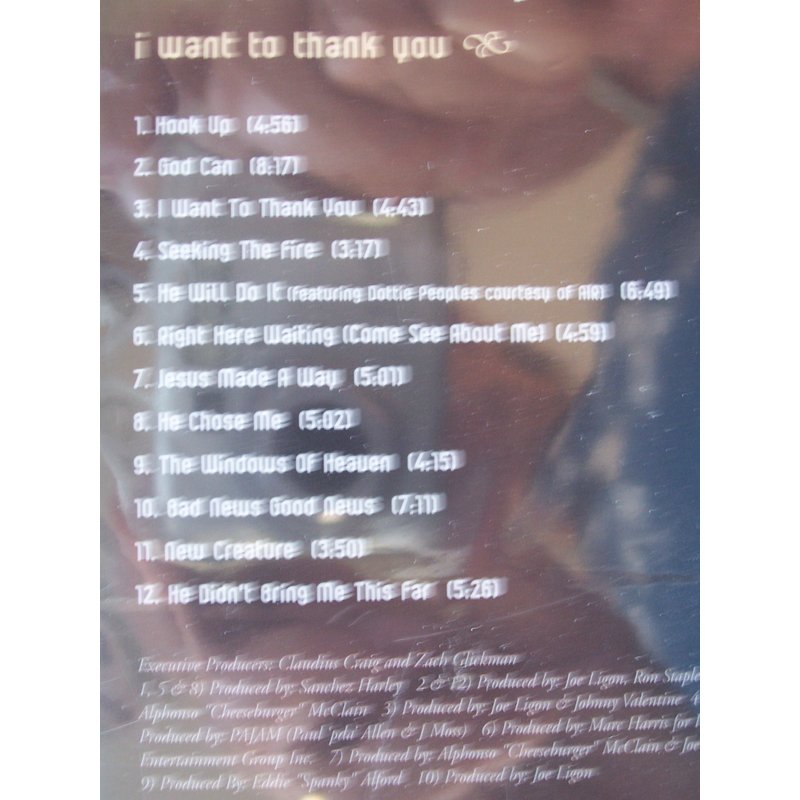 i want to thank you
1. Hook Up (4:56)
2. God Can (8:17)
3. I Want To Thank You (4:43)
4. Seeking The Fire (3:17)
5. He Will Do It (Featuring Dottie Peoples courtesy of AIR) (6:49)
6. Right Here Waiting (Come See About Me) (4:59)
7. Jesus Made A Way (5:01)
8. He Chose Me (5:02)
9. The Windows Of Heaven (4:15)
10. Bad News Good News (7:11)
11. New Creature (3:50)
12. He Didn't Bring Me This Far (5:26)
Executive Producers: Claudius Craig and Zach Glickman
1, 5 & 8) Produced by: Sanchez Harley 2 & 12) Produced by: Joe Ligon, Ron Staple
Alphonso "Cheeseburger" McClain 3) Produced by: Joe Ligon & Johnny Valentine 4
Produced by: PAJAM (Paul 'pda' Allen & J Moss) 6) Produced by: Marc Harris for
Entertainment Group Inc. 7) Produced by: Alphonso "Cheeseburger" McClain & Joe
9) Produced By: Eddie "Spanky" Alford 10) Produced by: Joe Ligon